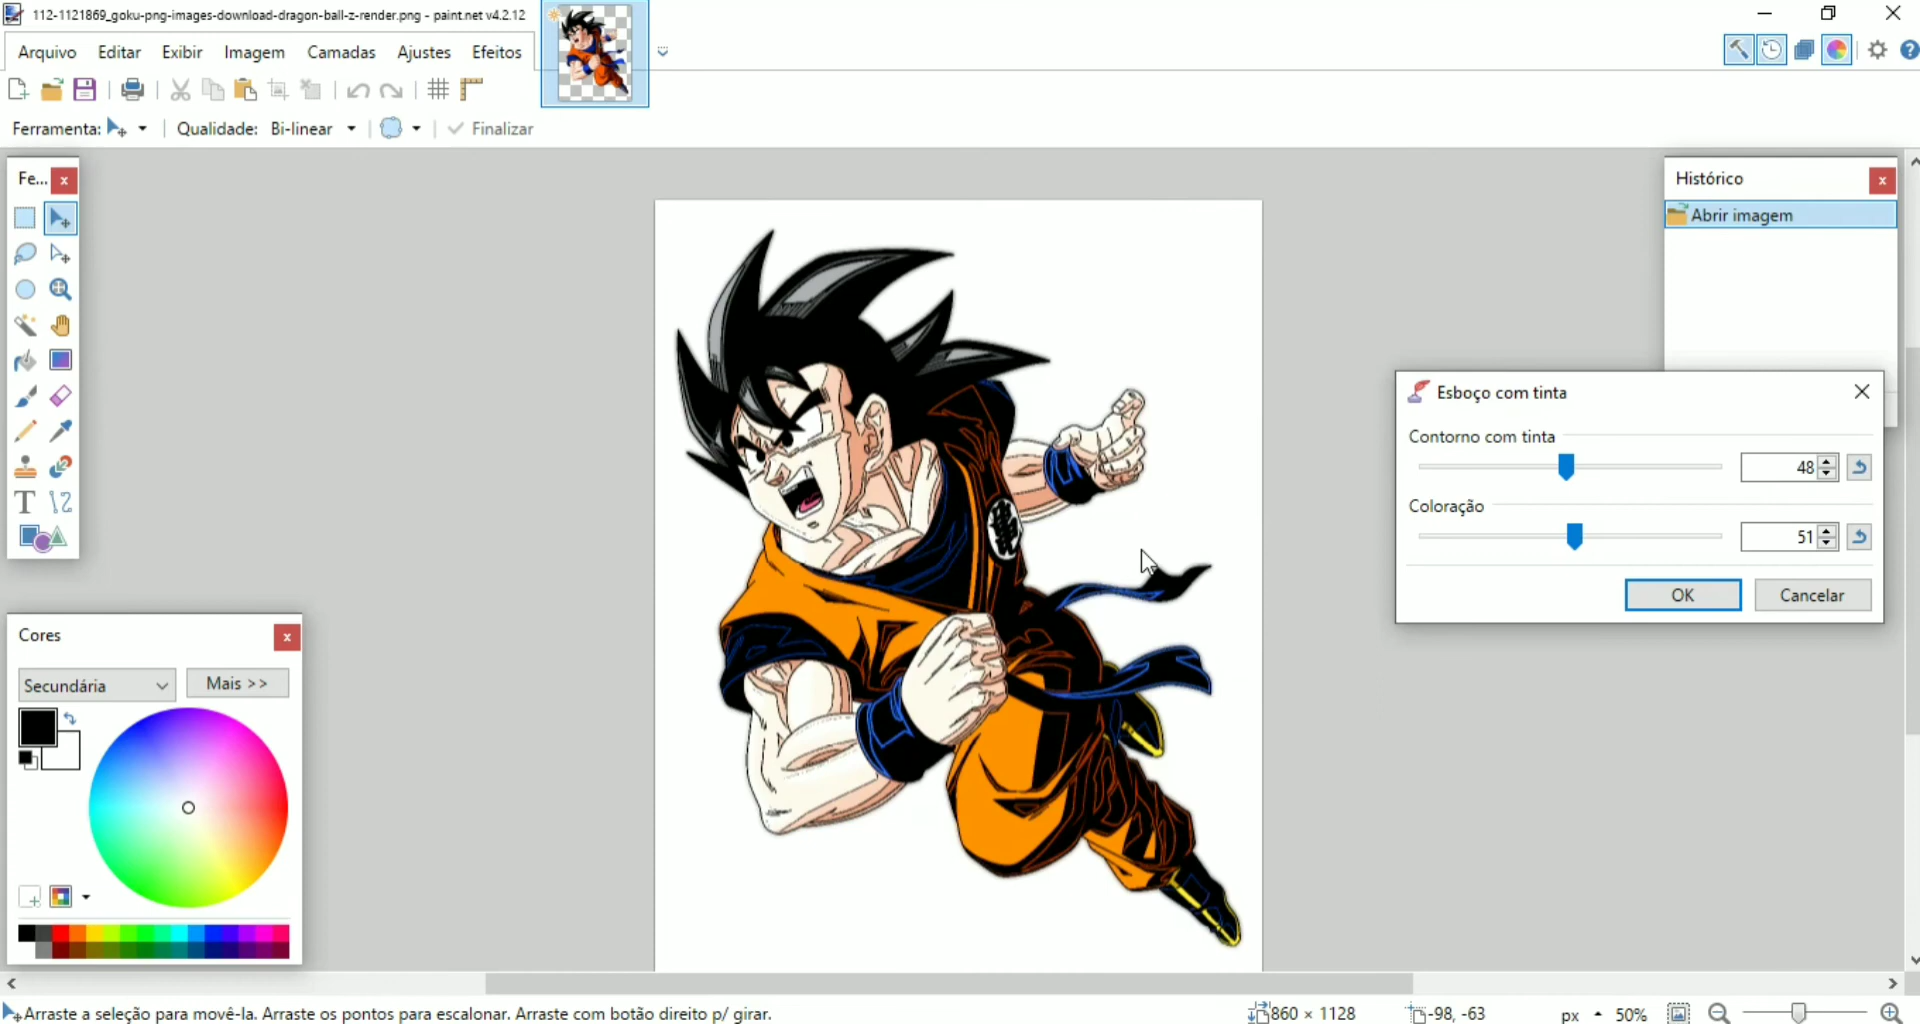 112-1121869_goku-png-images-download-dragon-ball-z-render.png - paint.net v4.2.12
Arquivo Editar Exibir Imagem Camadas Ajustes Efeitos
Ferramenta: Qualidade: Bi-linear Finalizar
Fe...
Histórico
Abrir imagem
Esboço com tinta
Contorno com tinta
48
Coloração
51
OK Cancelar
Cores
Secundária Mais >>
Arraste a seleção para movê-la. Arraste os pontos para escalonar. Arraste com botão direito p/ girar. 860 × 1128 -98, -63 px 50%